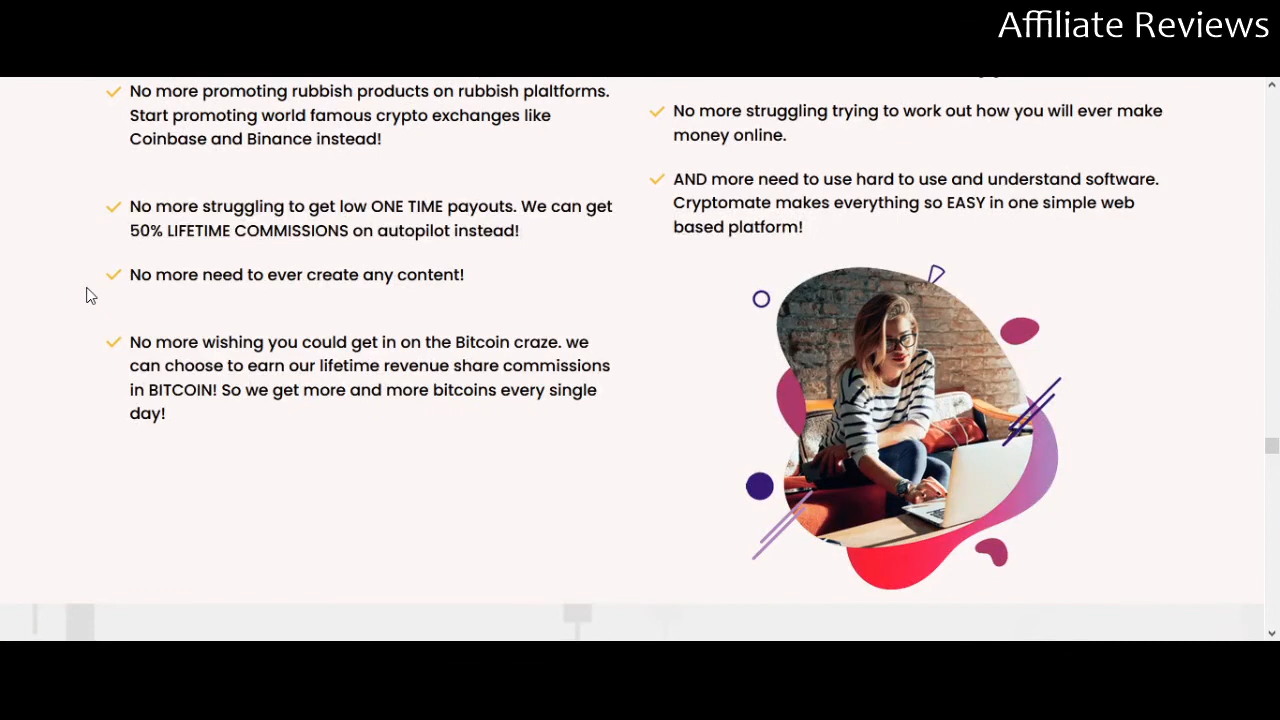 Affiliate Reviews
No more promoting rubbish products on rubbish plaltforms.
Start promoting world famous crypto exchanges like
Coinbase and Binance instead!
No more struggling to get low ONE TIME payouts. We can get
50% LIFETIME COMMISSIONS on autopilot instead!
No more need to ever create any content!
No more wishing you could get in on the Bitcoin craze. we
can choose to earn our lifetime revenue share commissions
in BITCOIN! So we get more and more bitcoins every single
day!
No more struggling trying to work out how you will ever make
money online.
AND more need to use hard to use and understand software.
Cryptomate makes everything so EASY in one simple web
based platform!